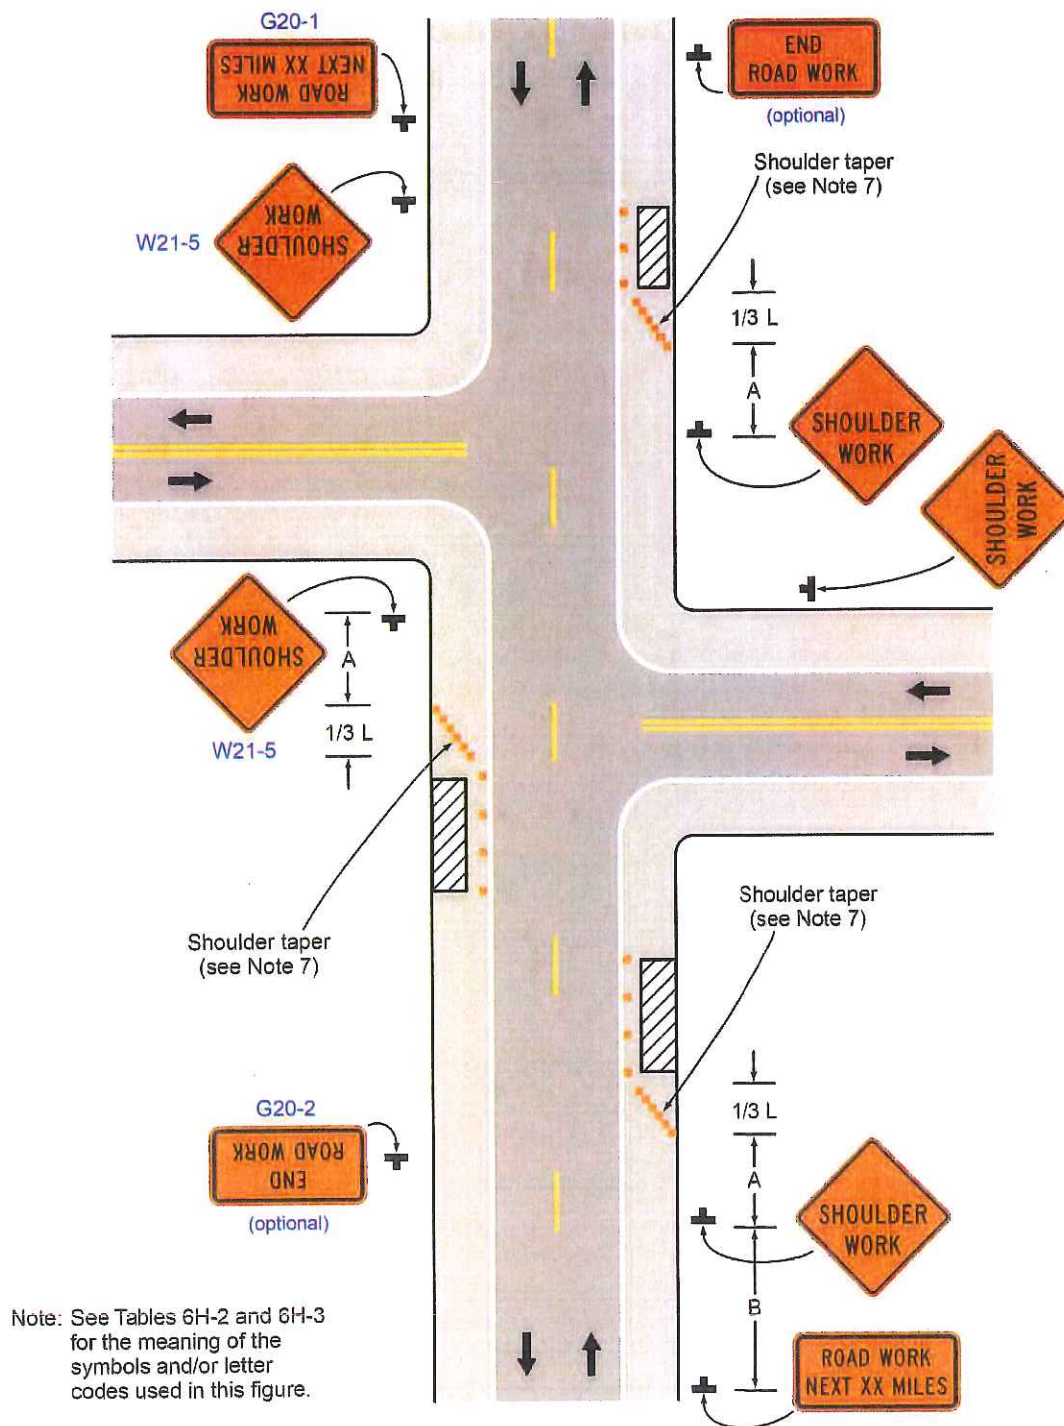 G20-1
ROAD WORK
NEXT XX MILES
END
ROAD WORK
(optional)
Shoulder taper
(see Note 7)
W21-5
SHOULDER
WORK
1/3 L
A
SHOULDER
WORK
SHOULDER
WORK
SHOULDER
WORK
A
W21-5
1/3 L
Shoulder taper
(see Note 7)
Shoulder taper
(see Note 7)
1/3 L
G20-2
END
ROAD WORK
(optional)
A
SHOULDER
WORK
B
Note: See Tables 6H-2 and 6H-3
for the meaning of the
symbols and/or letter
codes used in this figure.
ROAD WORK
NEXT XX MILES